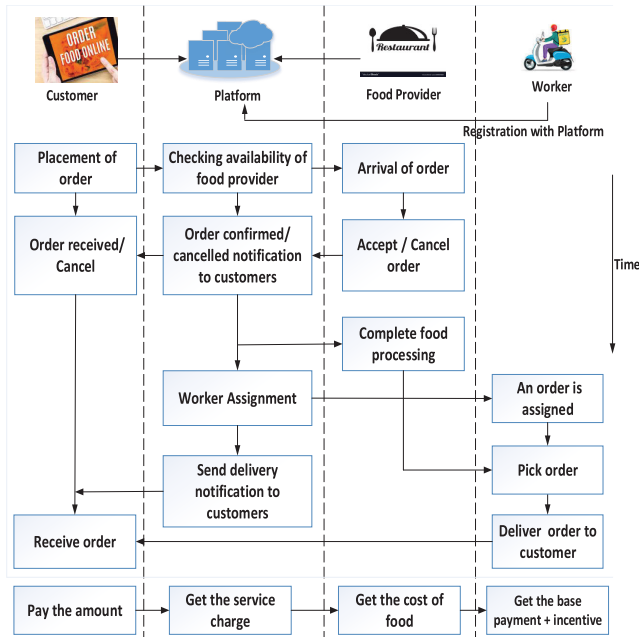 ORDER
FOOD ONLINE
Restaurant
Customer
Platform
Food Provider
Worker
Registration with Platform
Placement of
order
Checking availability of
food provider
Arrival of order
Order received/
Cancel
Order confirmed/
cancelled notification
to customers
Accept / Cancel
order
Time
Complete food
processing
Worker Assignment
An order is
assigned
Send delivery
notification to
customers
Pick order
Receive order
Deliver order to
customer
Pay the amount
Get the service
charge
Get the cost of
food
Get the base
payment + incentive